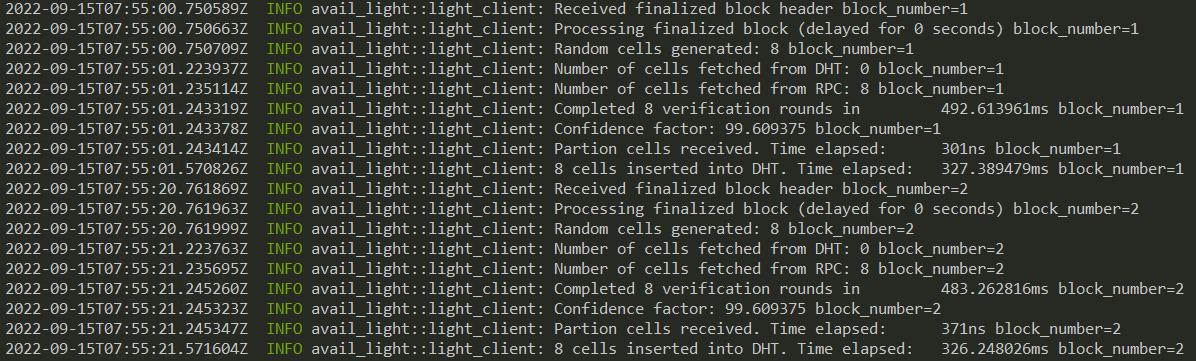 2022-09-15T07:55:00.750589Z  INFO avail_light::light_client: Received finalized block header block_number=1
2022-09-15T07:55:00.750663Z  INFO avail_light::light_client: Processing finalized block (delayed for 0 seconds) block_number=1
2022-09-15T07:55:00.750709Z  INFO avail_light::light_client: Random cells generated: 8 block_number=1
2022-09-15T07:55:01.223937Z  INFO avail_light::light_client: Number of cells fetched from DHT: 0 block_number=1
2022-09-15T07:55:01.235114Z  INFO avail_light::light_client: Number of cells fetched from RPC: 8 block_number=1
2022-09-15T07:55:01.243319Z  INFO avail_light::light_client: Completed 8 verification rounds in         492.613961ms block_number=1
2022-09-15T07:55:01.243378Z  INFO avail_light::light_client: Confidence factor: 99.609375 block_number=1
2022-09-15T07:55:01.243414Z  INFO avail_light::light_client: Partion cells received. Time elapsed:      301ns block_number=1
2022-09-15T07:55:01.570826Z  INFO avail_light::light_client: 8 cells inserted into DHT. Time elapsed:   327.389479ms block_number=1
2022-09-15T07:55:20.761869Z  INFO avail_light::light_client: Received finalized block header block_number=2
2022-09-15T07:55:20.761963Z  INFO avail_light::light_client: Processing finalized block (delayed for 0 seconds) block_number=2
2022-09-15T07:55:20.761999Z  INFO avail_light::light_client: Random cells generated: 8 block_number=2
2022-09-15T07:55:21.223763Z  INFO avail_light::light_client: Number of cells fetched from DHT: 0 block_number=2
2022-09-15T07:55:21.235695Z  INFO avail_light::light_client: Number of cells fetched from RPC: 8 block_number=2
2022-09-15T07:55:21.245260Z  INFO avail_light::light_client: Completed 8 verification rounds in         483.262816ms block_number=2
2022-09-15T07:55:21.245323Z  INFO avail_light::light_client: Confidence factor: 99.609375 block_number=2
2022-09-15T07:55:21.245347Z  INFO avail_light::light_client: Partion cells received. Time elapsed:      371ns block_number=2
2022-09-15T07:55:21.571604Z  INFO avail_light::light_client: 8 cells inserted into DHT. Time elapsed:   326.248026ms block_number=2